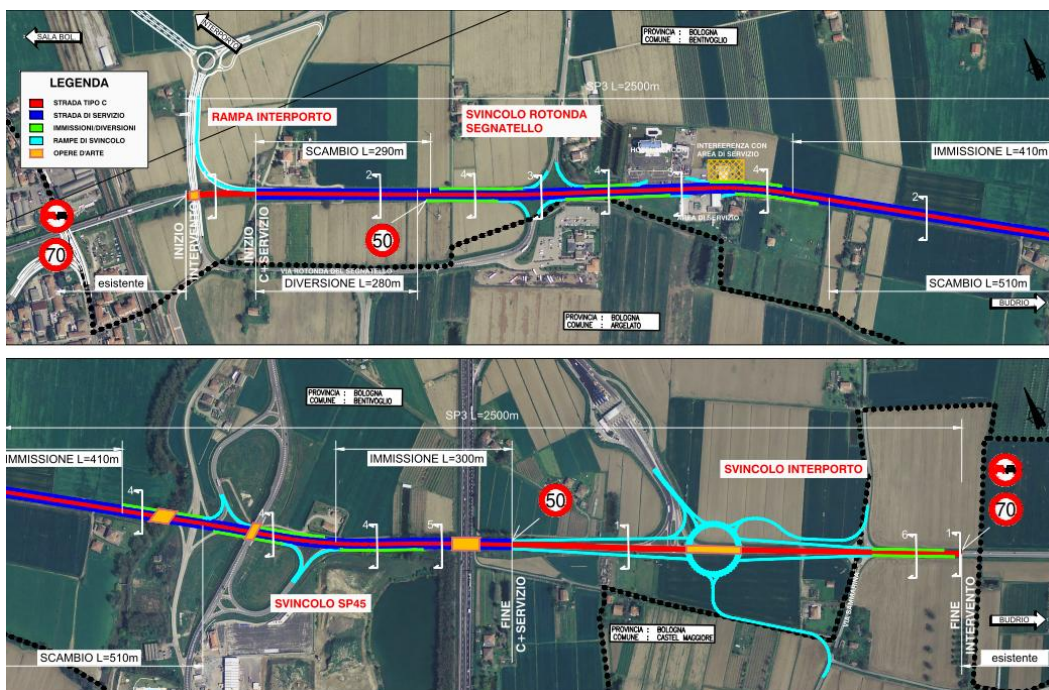 SALA BOL.
INTERPORTO
PROVINCIA : BOLOGNA
COMUNE : BENTIVOGLIO
LEGENDA
STRADA TIPO C
STRADA DI SERVIZIO
IMMISSIONI/DIVERSIONI
RAMPE DI SVINCOLO
OPERE D'ARTE
SP3 L=2500m
RAMPA INTERPORTO
SVINCOLO ROTONDA
SEGNATELLO
SCAMBIO L=290m
INTERFERENZA CON
AREA DI SERVIZIO
IMMISSIONE L=410m
2
4
3
4
3
4
2
70
50
INIZIO
INTERVENTO
INIZIO
C+SERVIZIO
AREA DI SERVIZIO
esistente
VIA ROTONDA DEL SEGNATELLO
DIVERSIONE L=280m
SCAMBIO L=510m
BUDRIO
PROVINCIA : BOLOGNA
COMUNE : ARGELATO
PROVINCIA : BOLOGNA
COMUNE : BENTIVOGLIO
SP3 L=2500m
IMMISSIONE L=410m
IMMISSIONE L=300m
SVINCOLO INTERPORTO
50
70
4
4
5
1
6
1
SVINCOLO SP45
FINE
C+SERVIZIO
VIA SAMMARINA
FINE
INTERVENTO
BUDRIO
PROVINCIA : BOLOGNA
COMUNE : CASTEL MAGGIORE
SCAMBIO L=510m
esistente